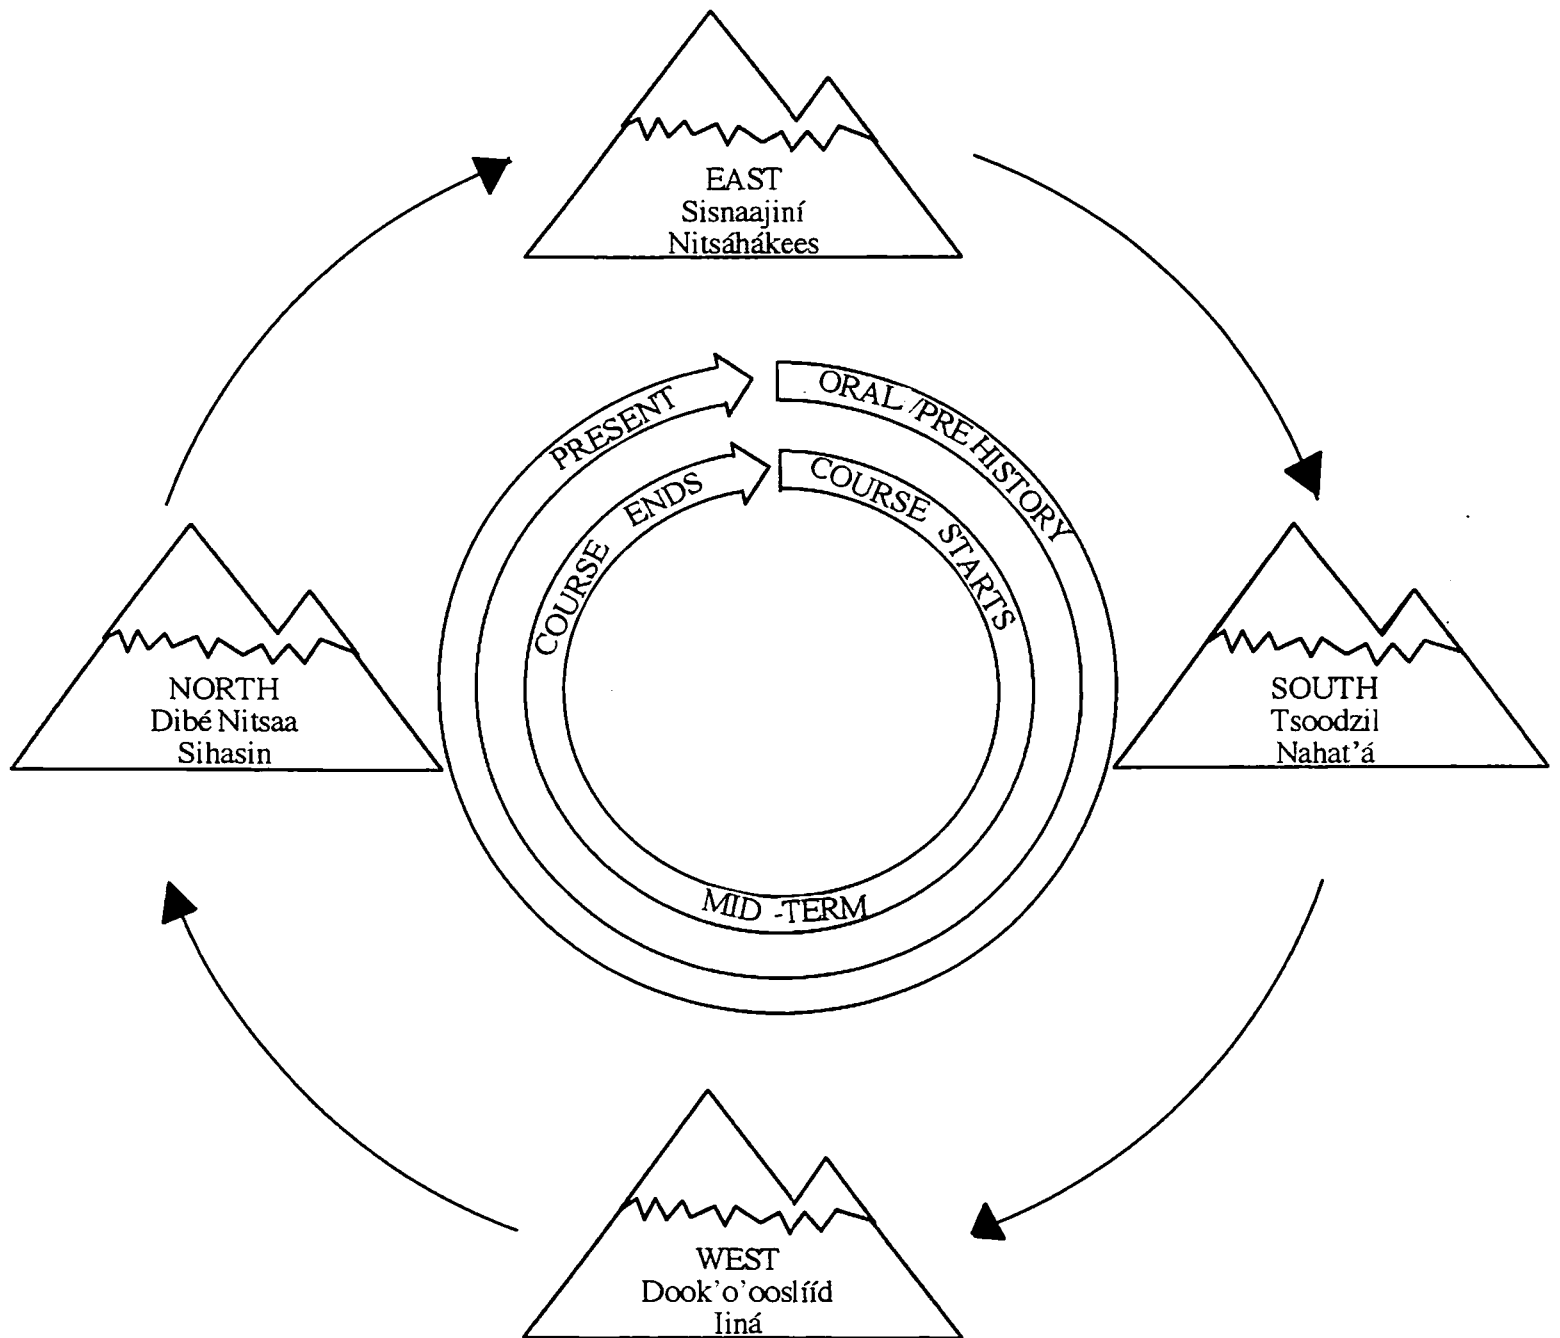 EAST
Sisnaajiní
Nitsáhákees
PRESENT
ORAL /PRE HISTORY
COURSE ENDS
COURSE STARTS
NORTH
Dibé Nitsaa
Sihasin
SOUTH
Tsoodzil
Nahat’á
MID -TERM
WEST
Dook’o’ooslííd
Iiná